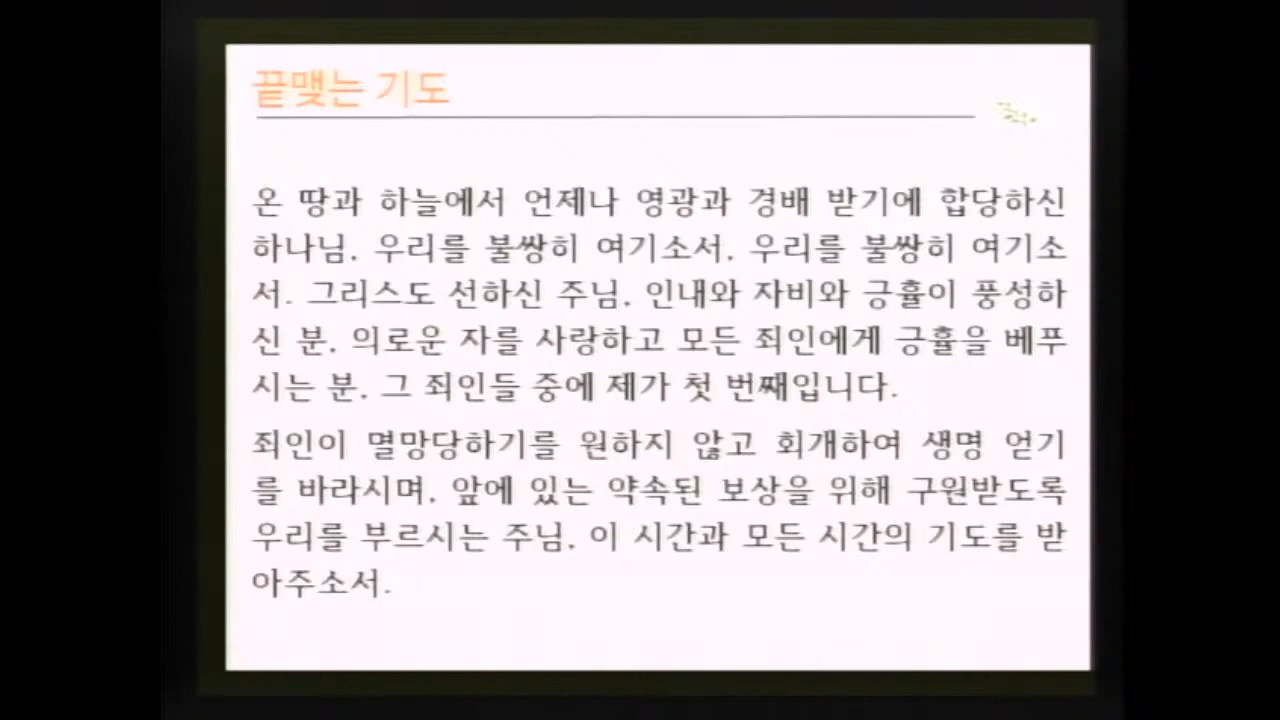 끝맺는 기도
온 땅과 하늘에서 언제나 영광과 경배 받기에 합당하신
하나님, 우리를 불쌍히 여기소서, 우리를 불쌍히 여기소
서. 그리스도 선하신 주님, 인내와 자비와 긍휼이 풍성하
신 분, 의로운 자를 사랑하고 모든 죄인에게 긍휼을 베푸
시는 분, 그 죄인들 중에 제가 첫 번째입니다.
죄인이 멸망당하기를 원하지 않고 회개하여 생명 얻기
를 바라시며, 앞에 있는 약속된 보상을 위해 구원받도록
우리를 부르시는 주님, 이 시간과 모든 시간의 기도를 받
아주소서.